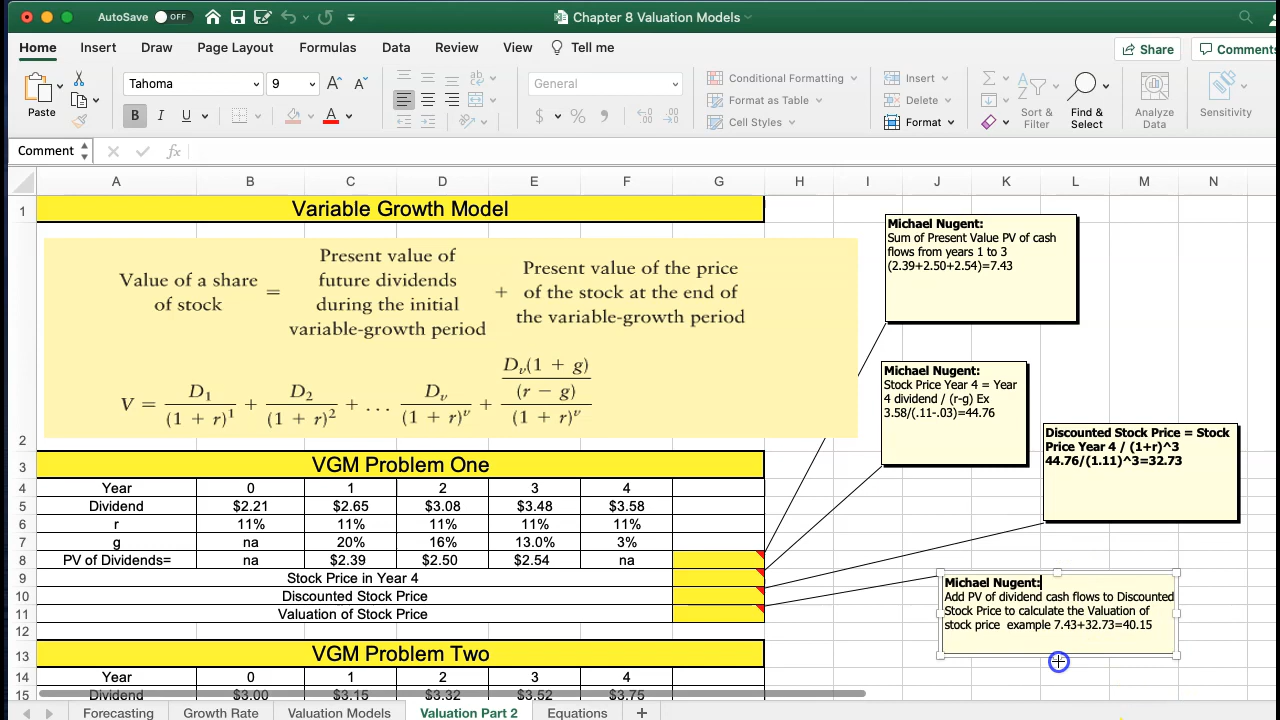 AutoSave OFF Chapter 8 Valuation Models
Home Insert Draw Page Layout Formulas Data Review View Tell me Share Comments
Paste Tahoma 9 A A General Conditional Formatting Insert
Format as Table Delete
B I U A ab $ % Cell Styles Format Sort & Filter Find & Select Analyze Data Sensitivity
Comment fx
A B C D E F G H I J K L M N
1 Variable Growth Model
Value of a share of stock = Present value of future dividends during the initial variable-growth period + Present value of the price of the stock at the end of the variable-growth period
2 V = D1/(1 + r)^1 + D2/(1 + r)^2 + ... Dv/(1 + r)^v + (Dv(1 + g)/(r − g))/(1 + r)^v
3 VGM Problem One
4 Year 0 1 2 3 4
5 Dividend $2.21 $2.65 $3.08 $3.48 $3.58
6 r 11% 11% 11% 11% 11%
7 g na 20% 16% 13.0% 3%
8 PV of Dividends= na $2.39 $2.50 $2.54 na
9 Stock Price in Year 4
10 Discounted Stock Price
11 Valuation of Stock Price
12
13 VGM Problem Two
14 Year 0 1 2 3 4
15 Dividend $3.00 $3.15 $3.32 $3.52 $3.75
Michael Nugent:
Sum of Present Value PV of cash
flows from years 1 to 3
(2.39+2.50+2.54)=7.43
Michael Nugent:
Stock Price Year 4 = Year
4 dividend / (r-g) Ex
3.58/(.11-.03)=44.76
Discounted Stock Price = Stock
Price Year 4 / (1+r)^3
44.76/(1.11)^3=32.73
Michael Nugent:
Add PV of dividend cash flows to Discounted
Stock Price to calculate the Valuation of
stock price example 7.43+32.73=40.15
Forecasting Growth Rate Valuation Models Valuation Part 2 Equations +